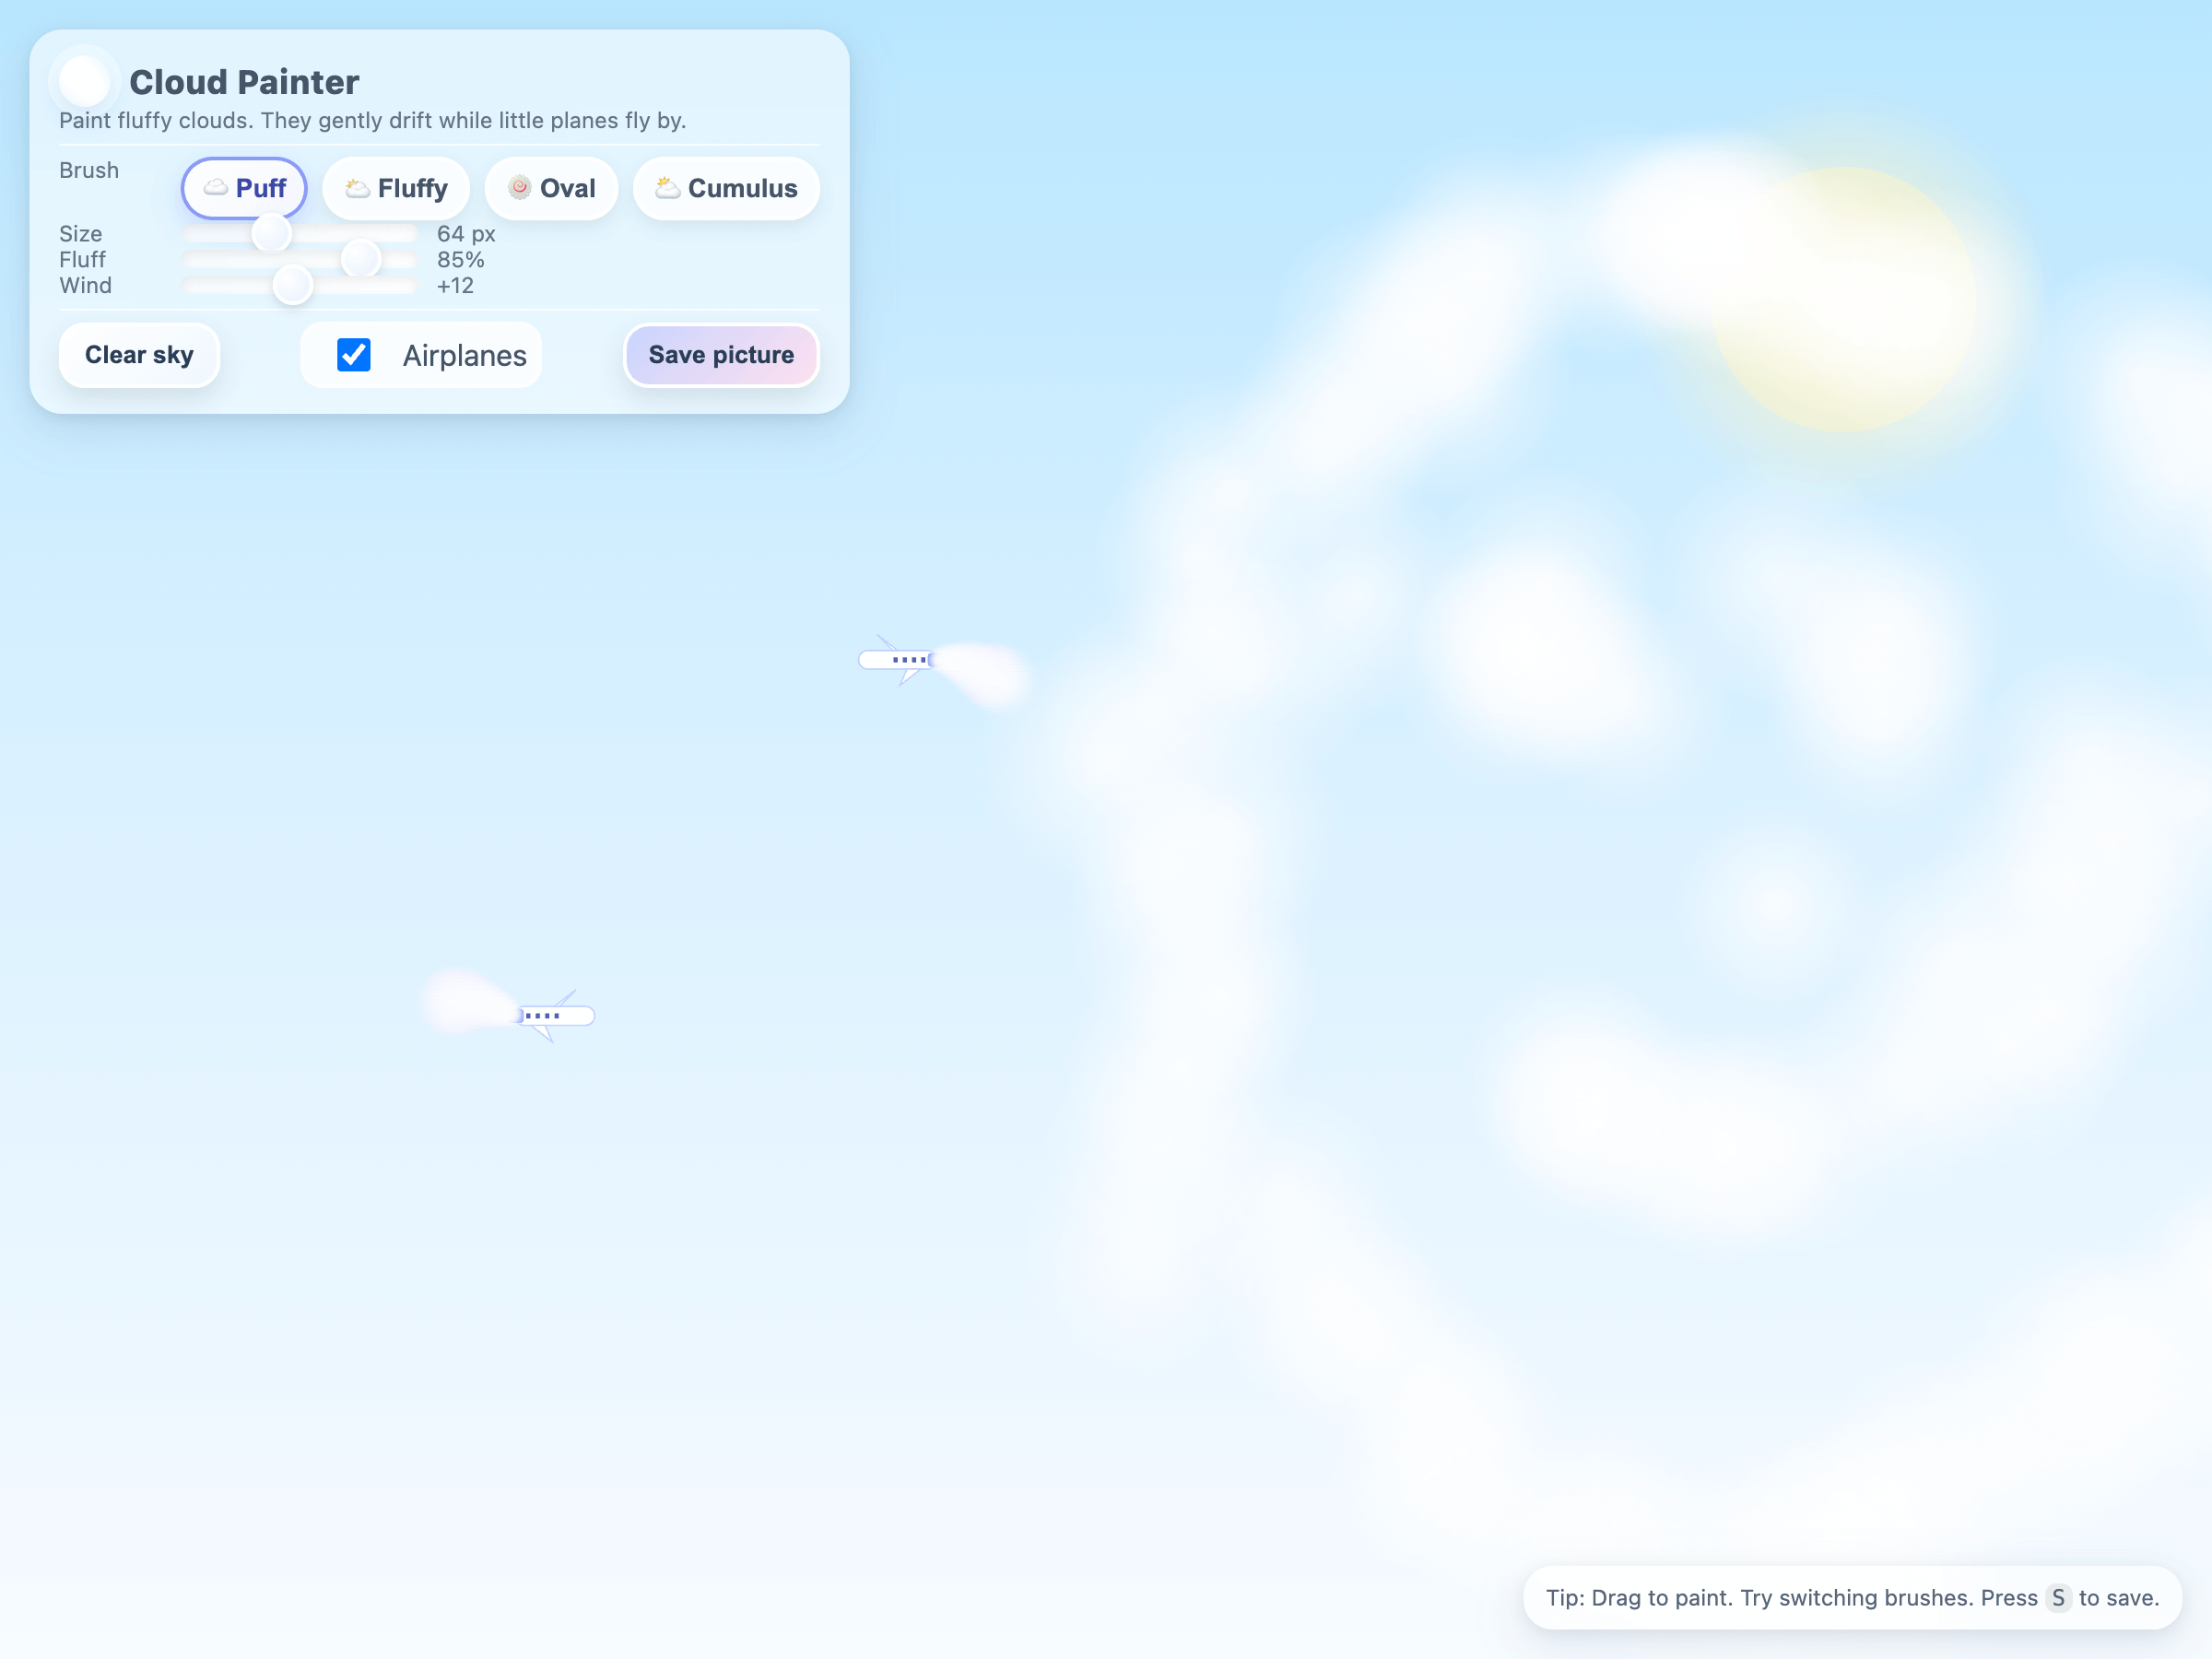 Cloud Painter
Paint fluffy clouds. They gently drift while little planes fly by.
Brush
Puff
Fluffy
Oval
Cumulus
Size
64 px
Fluff
85%
Wind
+12
Clear sky
Airplanes
Save picture
Tip: Drag to paint. Try switching brushes. Press S to save.